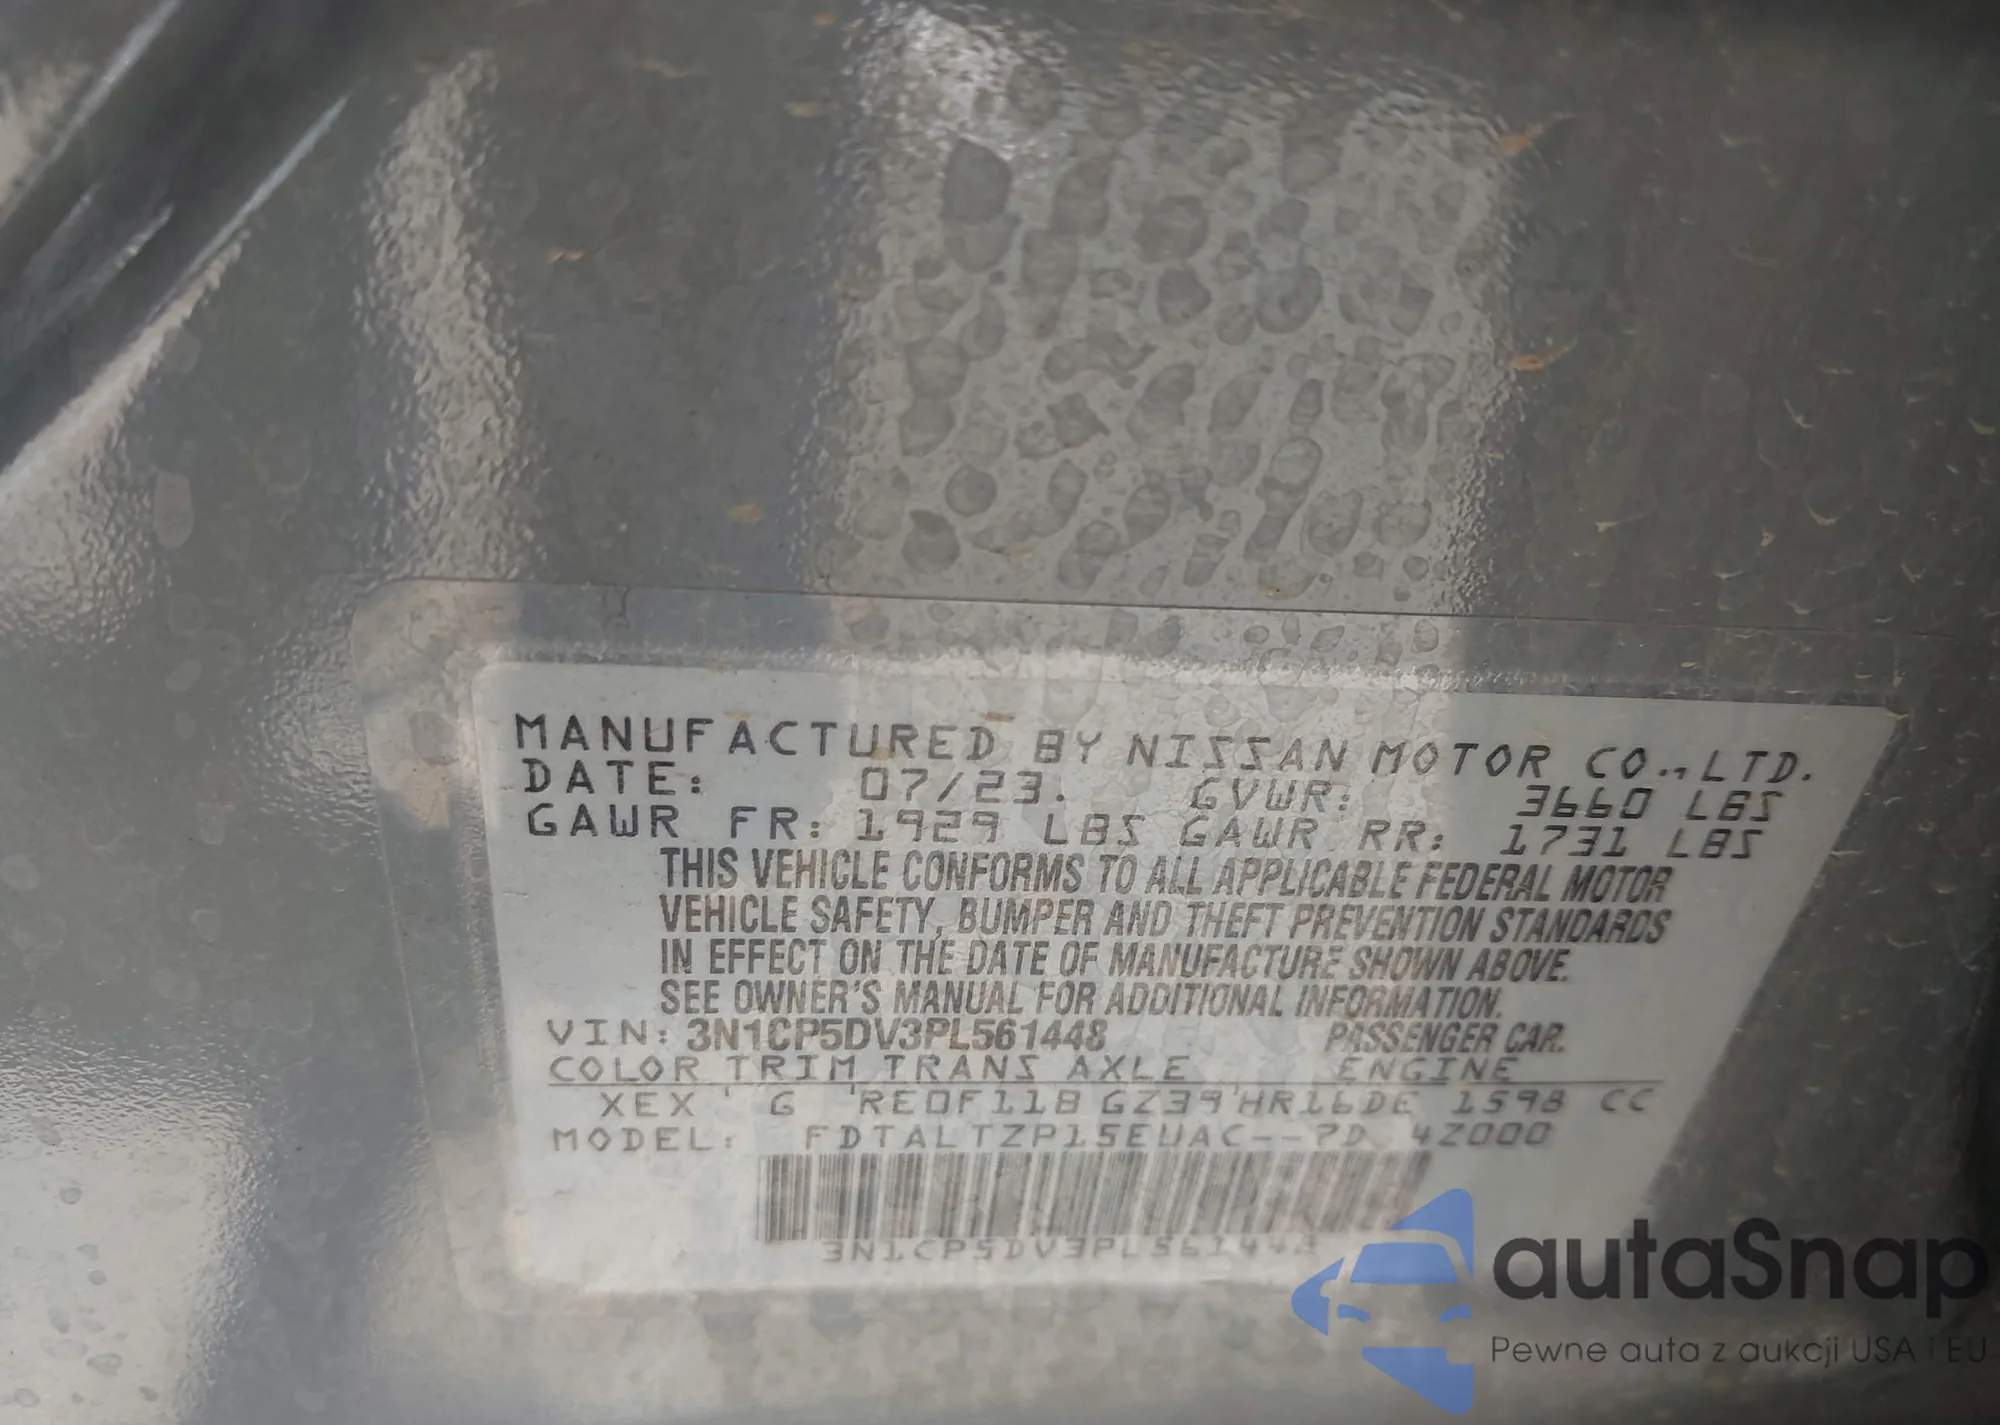 MANUFACTURED BY NISSAN MOTOR CO.,LTD.
DATE: 07/23. GVWR: 3660 LBS
GAWR FR: 1929 LBS GAWR RR: 1731 LBS
THIS VEHICLE CONFORMS TO ALL APPLICABLE FEDERAL MOTOR
VEHICLE SAFETY, BUMPER AND THEFT PREVENTION STANDARDS
IN EFFECT ON THE DATE OF MANUFACTURE SHOWN ABOVE.
SEE OWNER'S MANUAL FOR ADDITIONAL INFORMATION.
VIN: 3N1CP5DV3PL561448 PASSENGER CAR.
COLOR TRIM TRANS AXLE ENGINE
XEX G RE0F11B GZ39 HR16DE 1598 CC
MODEL: FDTALTZP15EUAC--7D 4Z000
3N1CP5DV3PL561448
autaSnap
Pewne auta z aukcji USA i EU